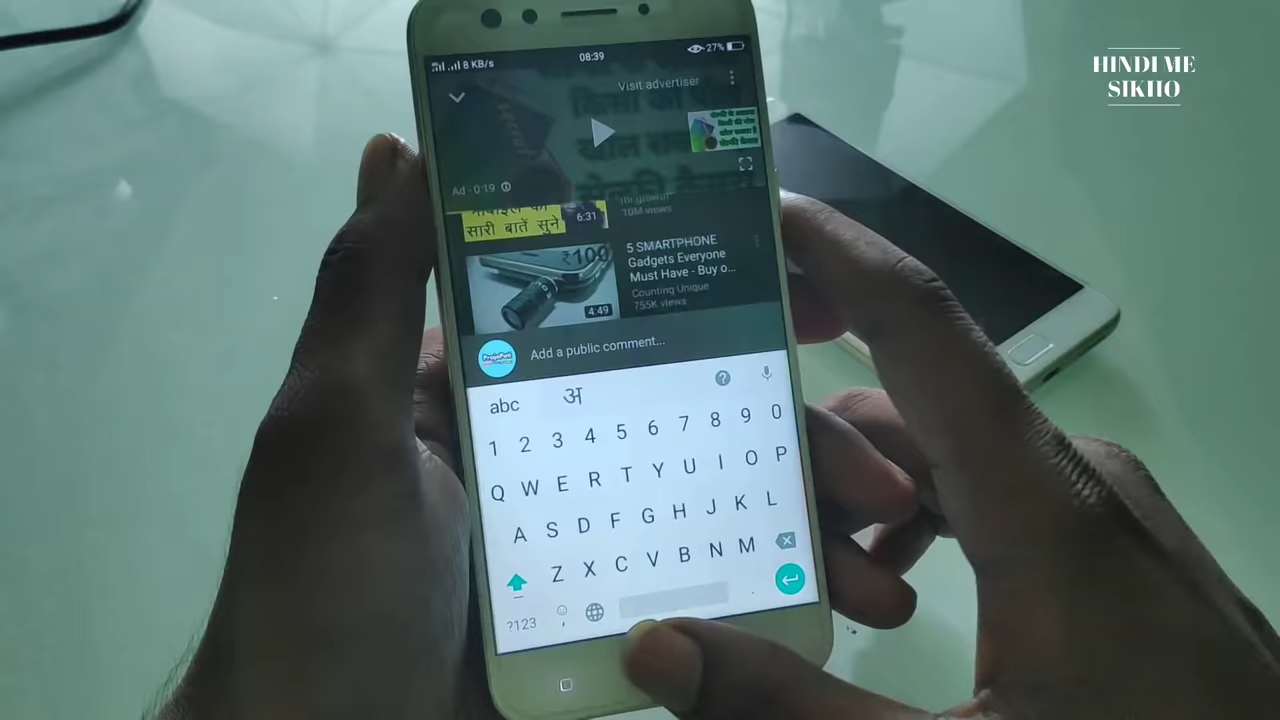 HINDI ME
SIKHO
8 KB/s
08:39
27%
Visit advertiser
किसी का
खोल
Ad · 0:19
मोबाइल की
सारी बातें सुने
6:31
10M views
₹100
4:49
5 SMARTPHONE
Gadgets Everyone
Must Have - Buy o...
Counting Unique
755K views
PrajaPati
Add a public comment...
abc
अ
1 2 3 4 5 6 7 8 9 0
Q W E R T Y U I O P
A S D F G H J K L
Z X C V B N M
?123 , .